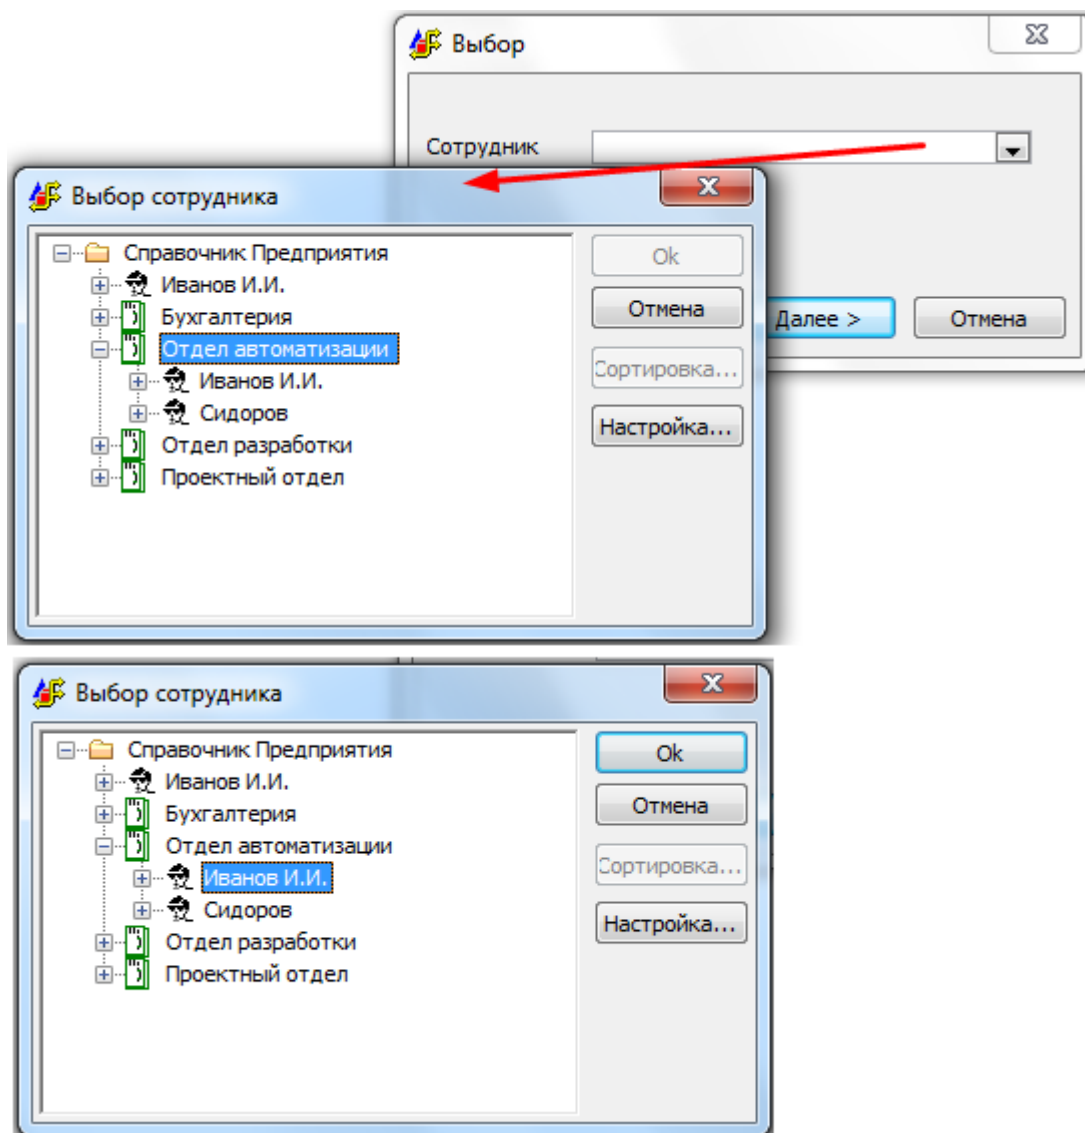 Выбор
Сотрудник
Далее >
Отмена
Выбор сотрудника
Справочник Предприятия
Иванов И.И.
Бухгалтерия
Отдел автоматизации
Иванов И.И.
Сидоров
Отдел разработки
Проектный отдел
Ok
Отмена
Сортировка...
Настройка...
Выбор сотрудника
Справочник Предприятия
Иванов И.И.
Бухгалтерия
Отдел автоматизации
Иванов И.И.
Сидоров
Отдел разработки
Проектный отдел
Ok
Отмена
Сортировка...
Настройка...